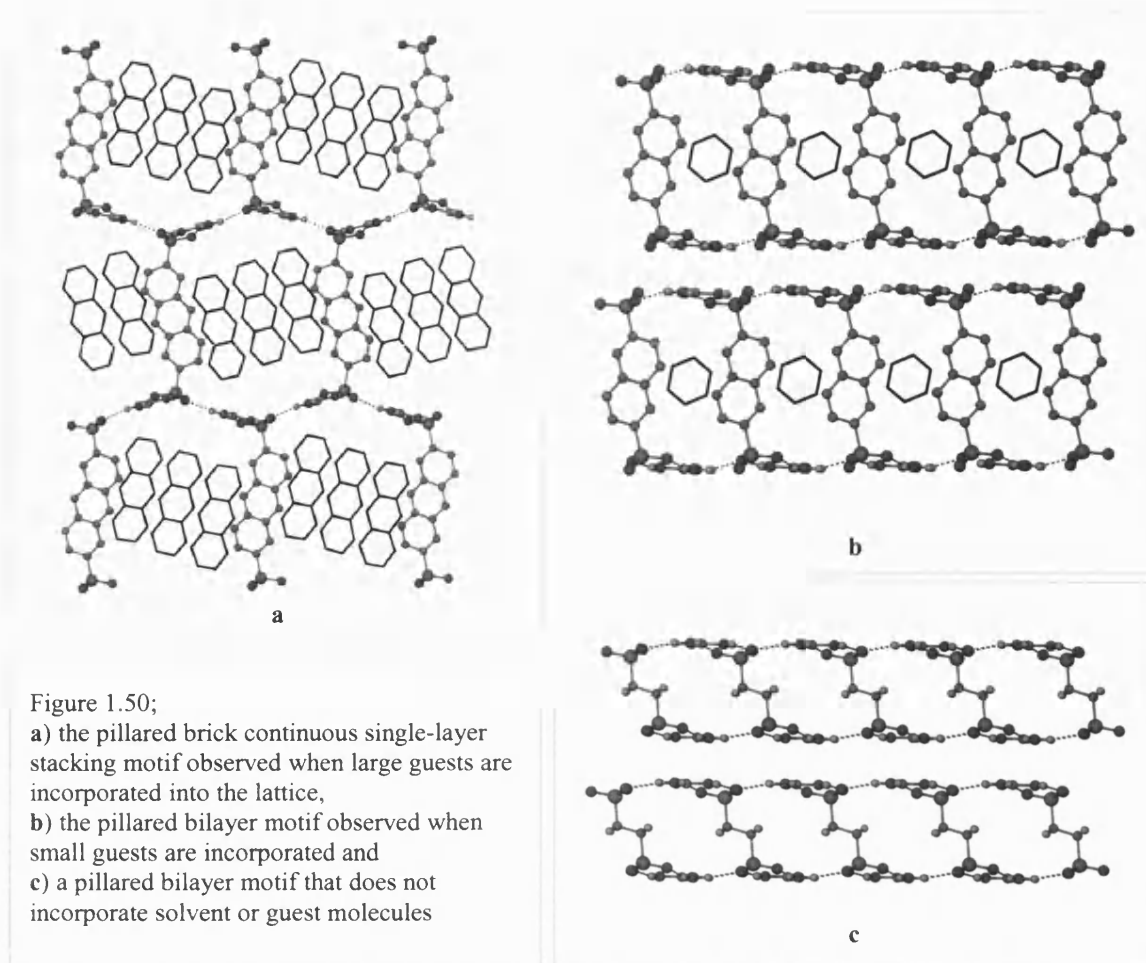 a
b
c
Figure 1.50;
a) the pillared brick continuous single-layer
stacking motif observed when large guests are
incorporated into the lattice,
b) the pillared bilayer motif observed when
small guests are incorporated and
c) a pillared bilayer motif that does not
incorporate solvent or guest molecules